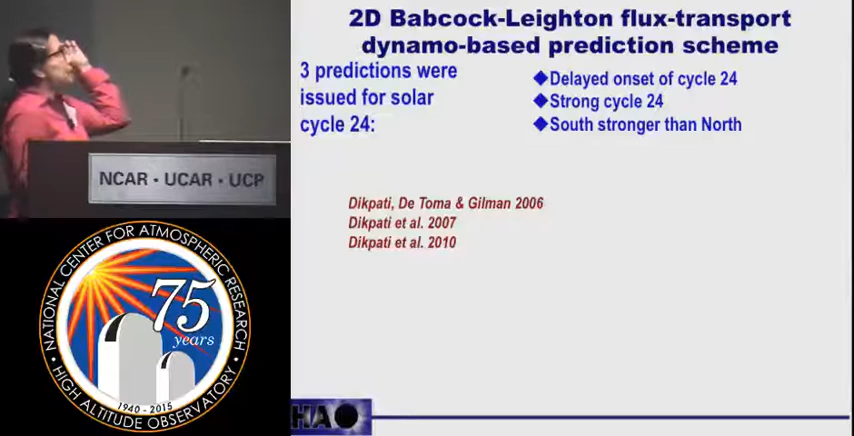 2D Babcock-Leighton flux-transport
dynamo-based prediction scheme
3 predictions were
issued for solar
cycle 24:
◆Delayed onset of cycle 24
◆Strong cycle 24
◆South stronger than North
Dikpati, De Toma & Gilman 2006
Dikpati et al. 2007
Dikpati et al. 2010
NCAR • UCAR • UCP
NATIONAL CENTER FOR ATMOSPHERIC RESEARCH
75
years
1940 - 2015
HIGH ALTITUDE OBSERVATORY
HAO